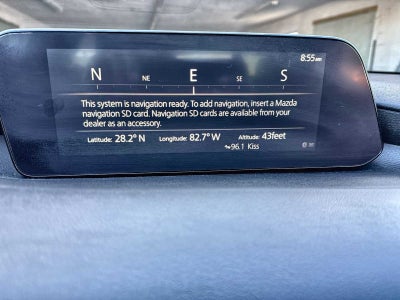 8:55AM
N NE E SE S
This system is navigation ready. To add navigation, insert a Mazda
navigation SD card. Navigation SD cards are available from your
dealer as an accessory.
Latitude: 28.2° N Longitude: 82.7° W Altitude: 43feet
96.1 Kiss